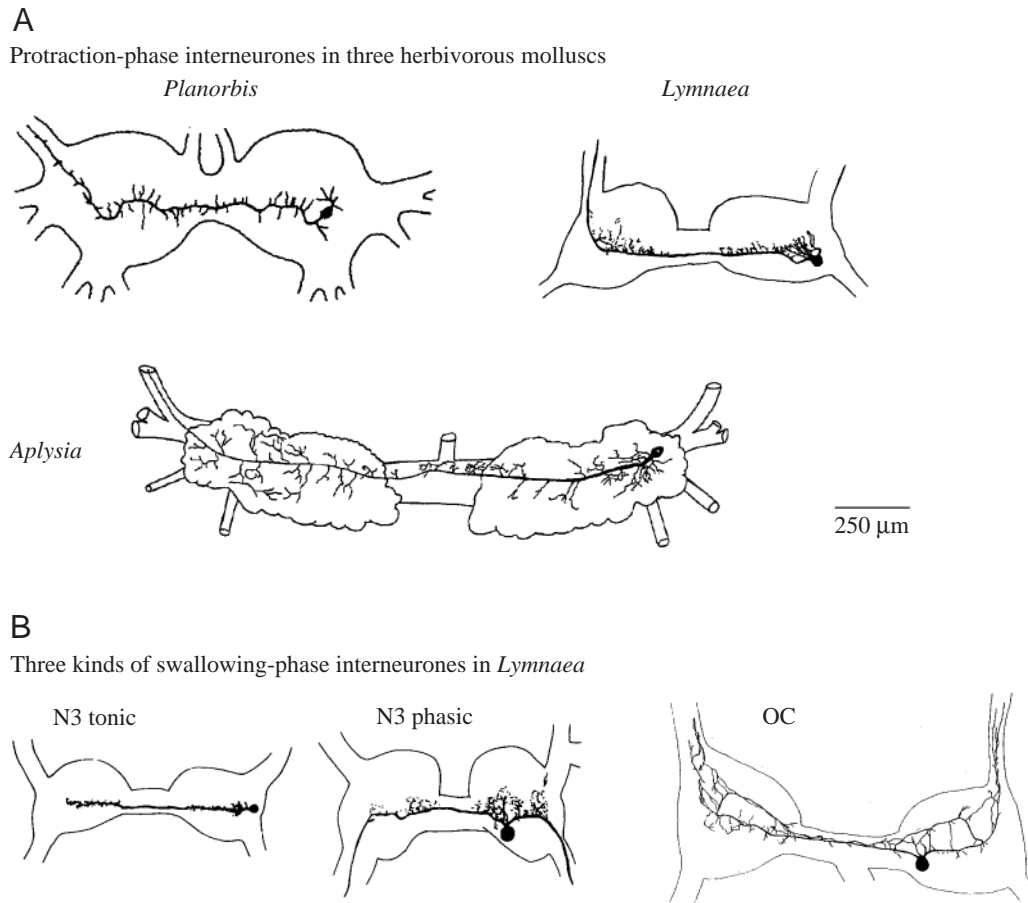 A
Protraction-phase interneurones in three herbivorous molluscs
Planorbis
Lymnaea
Aplysia
250 μm
B
Three kinds of swallowing-phase interneurones in Lymnaea
N3 tonic
N3 phasic
OC